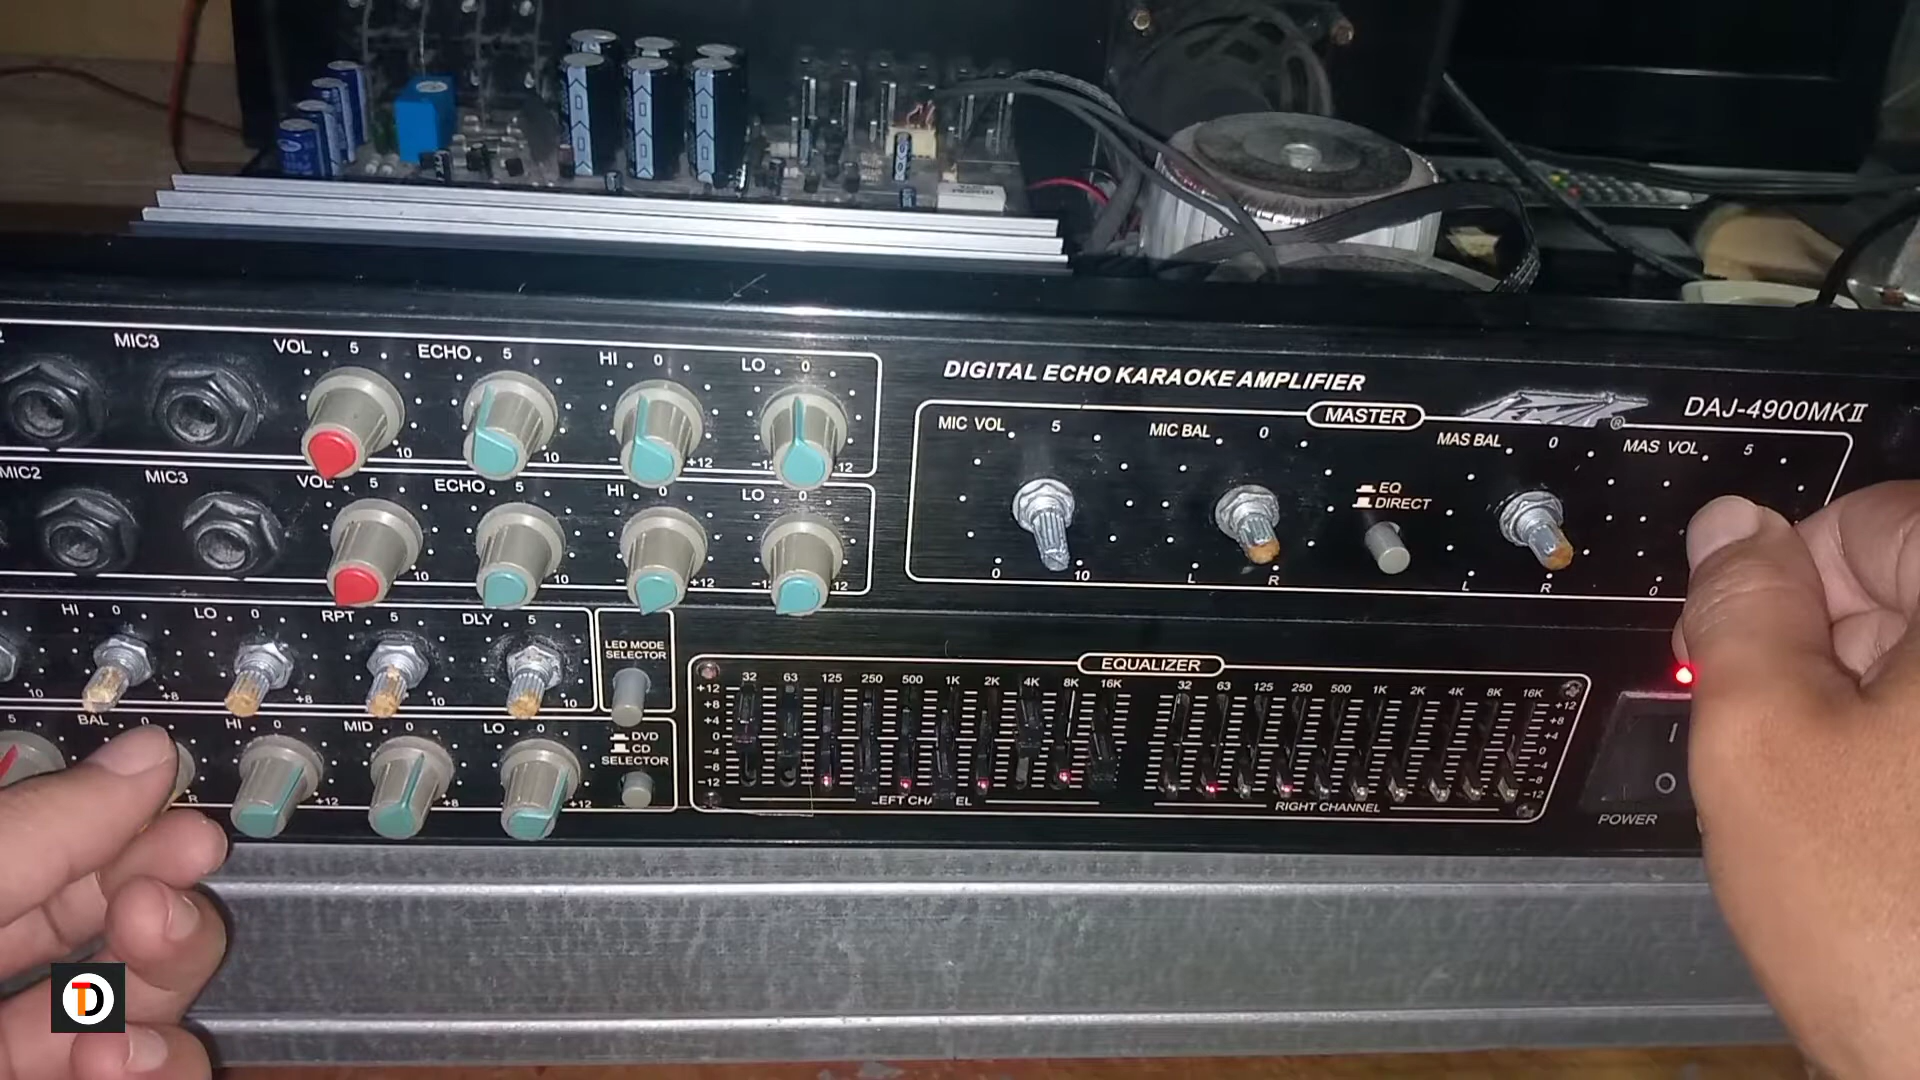 DIGITAL ECHO KARAOKE AMPLIFIER
DAJ-4900MKⅡ
MIC3 VOL 5 10 ECHO 5 10 HI 0 - +12 LO 0 -12 12
MIC2 MIC3 VOL 5 10 ECHO 5 10 HI 0 - +12 LO 0 -12 12
MASTER
MIC VOL 5 0 10
MIC BAL 0 L R
EQ
DIRECT
MAS BAL 0 L R
MAS VOL 5 0
10 HI 0 +8 LO 0 +8 RPT 5 10 DLY 5 10
LED MODE
SELECTOR
5 BAL 0 R HI 0 +12 MID 0 +8 LO 0 +12
DVD
CD
SELECTOR
EQUALIZER
32 63 125 250 500 1K 2K 4K 8K 16K
+12 +8 +4 0 -4 -8 -12
LEFT CHANNEL
32 63 125 250 500 1K 2K 4K 8K 16K
+12 +8 +4 0 -4 -8 -12
RIGHT CHANNEL
POWER
I
O
TD